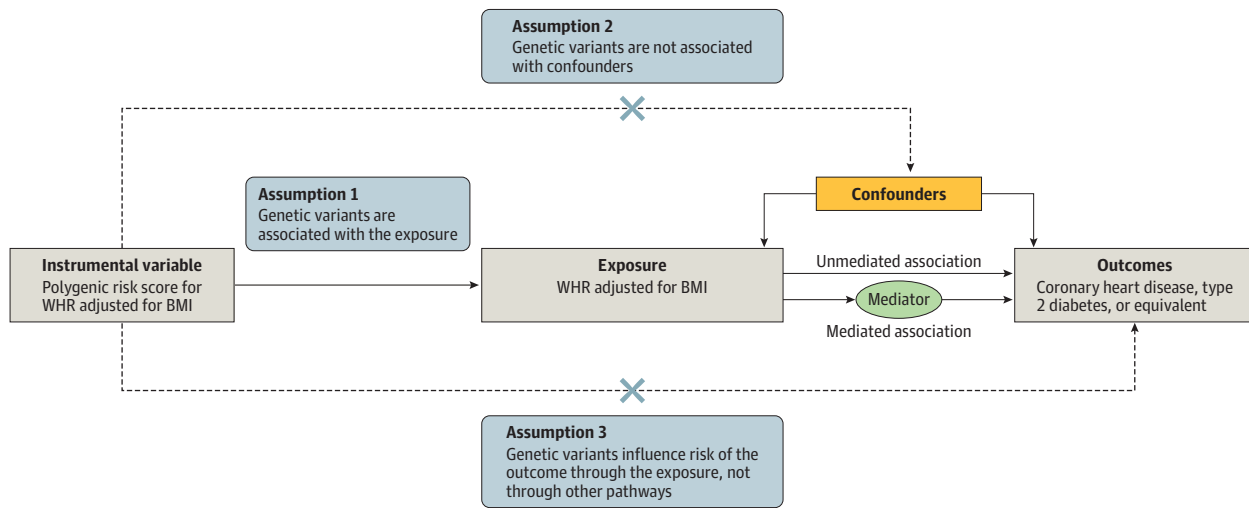 Assumption 2
Genetic variants are not associated
with confounders
Assumption 1
Genetic variants are
associated with the exposure
Confounders
Instrumental variable
Polygenic risk score for
WHR adjusted for BMI
Exposure
WHR adjusted for BMI
Unmediated association
Mediator
Mediated association
Outcomes
Coronary heart disease, type
2 diabetes, or equivalent
Assumption 3
Genetic variants influence risk of the
outcome through the exposure, not
through other pathways